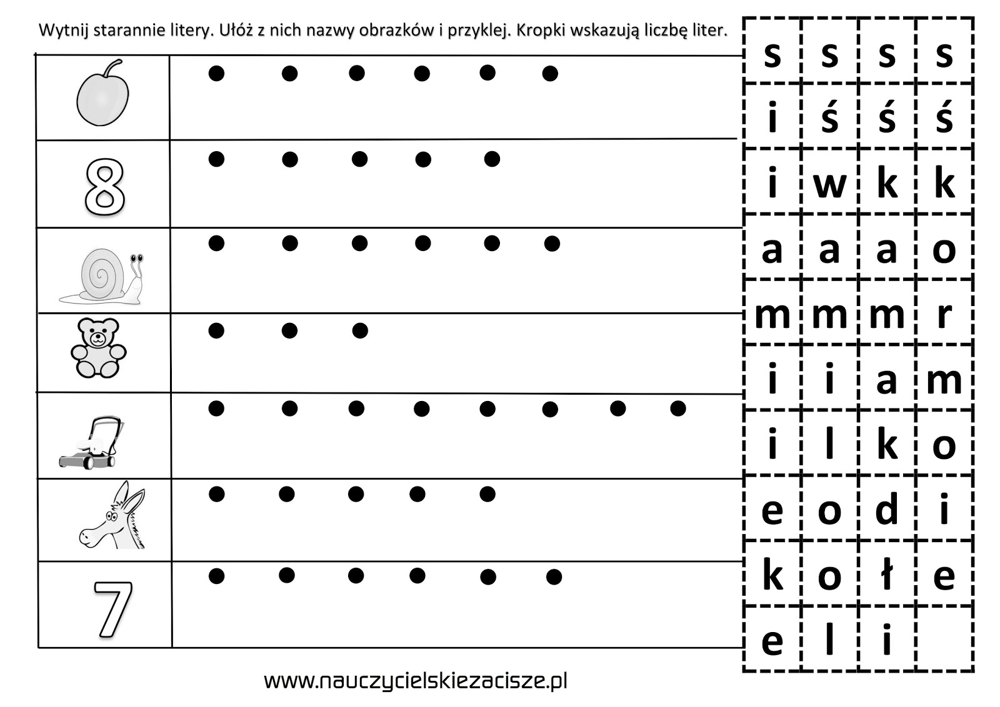 Wytnij starannie litery. Ułóż z nich nazwy obrazków i przyklej. Kropki wskazują liczbę liter.
s s s s
i ś ś ś
i w k k
a a a o
m m m r
i i a m
i l k o
e o d i
k o ł e
e l i
8
7
www.nauczycielskiezacisze.pl